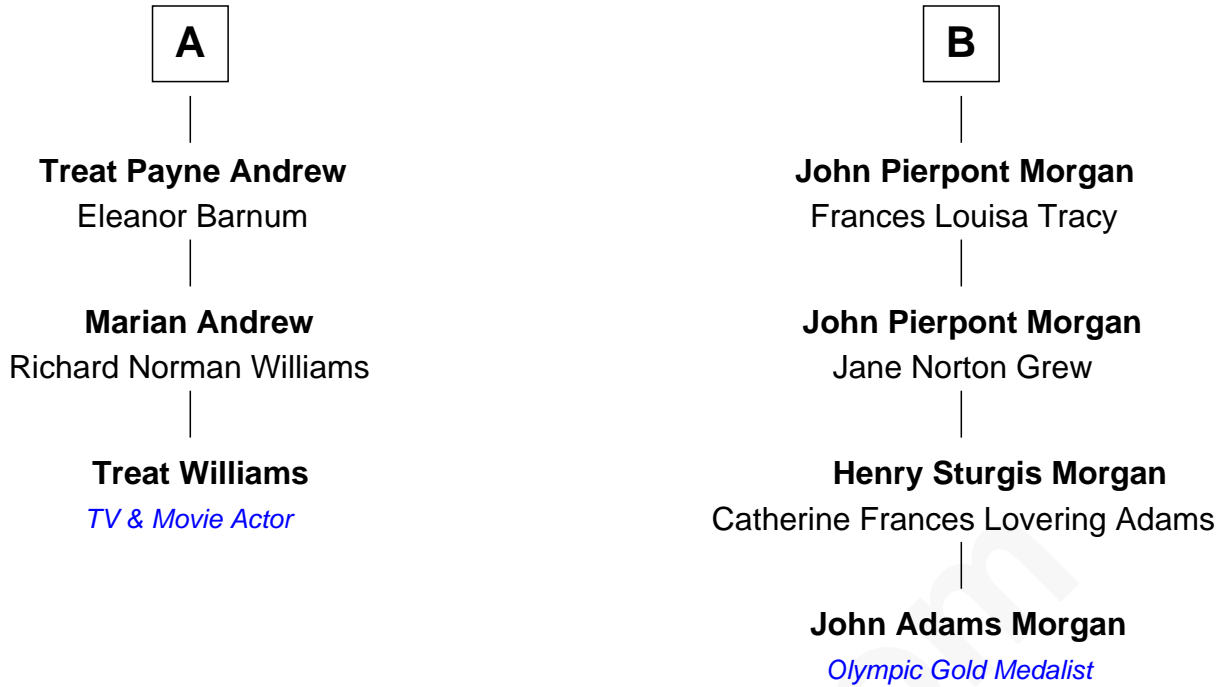 A
Treat Payne Andrew
Eleanor Barnum
Marian Andrew
Richard Norman Williams
Treat Williams
TV & Movie Actor
B
John Pierpont Morgan
Frances Louisa Tracy
John Pierpont Morgan
Jane Norton Grew
Henry Sturgis Morgan
Catherine Frances Lovering Adams
John Adams Morgan
Olympic Gold Medalist